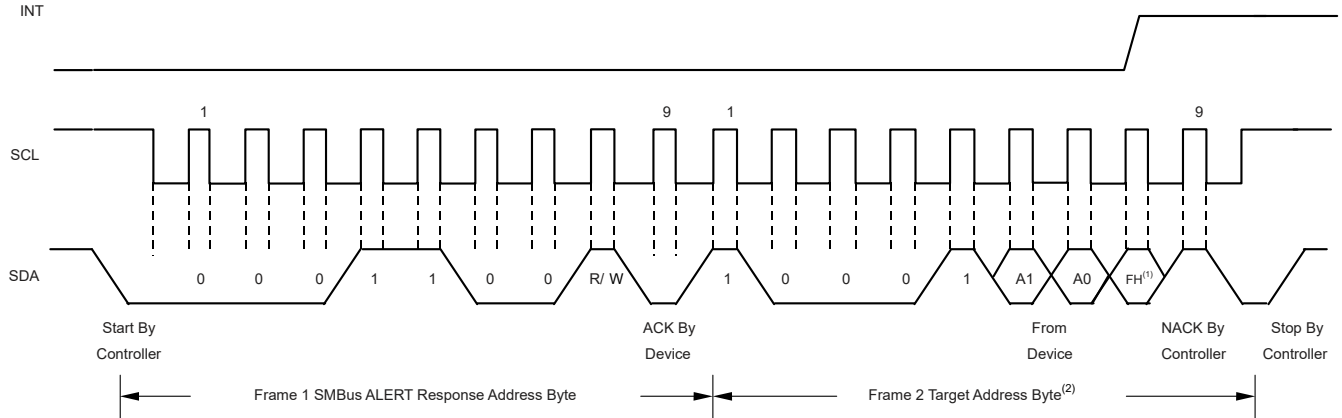 INT
1 9 1 9
SCL
SDA
0 0 0 1 1 0 0 R/ W 1 0 0 0 1 A1 A0 FH(1)
Start By Controller
ACK By Device
From Device
NACK By Controller
Stop By Controller
Frame 1 SMBus ALERT Response Address Byte
Frame 2 Target Address Byte(2)